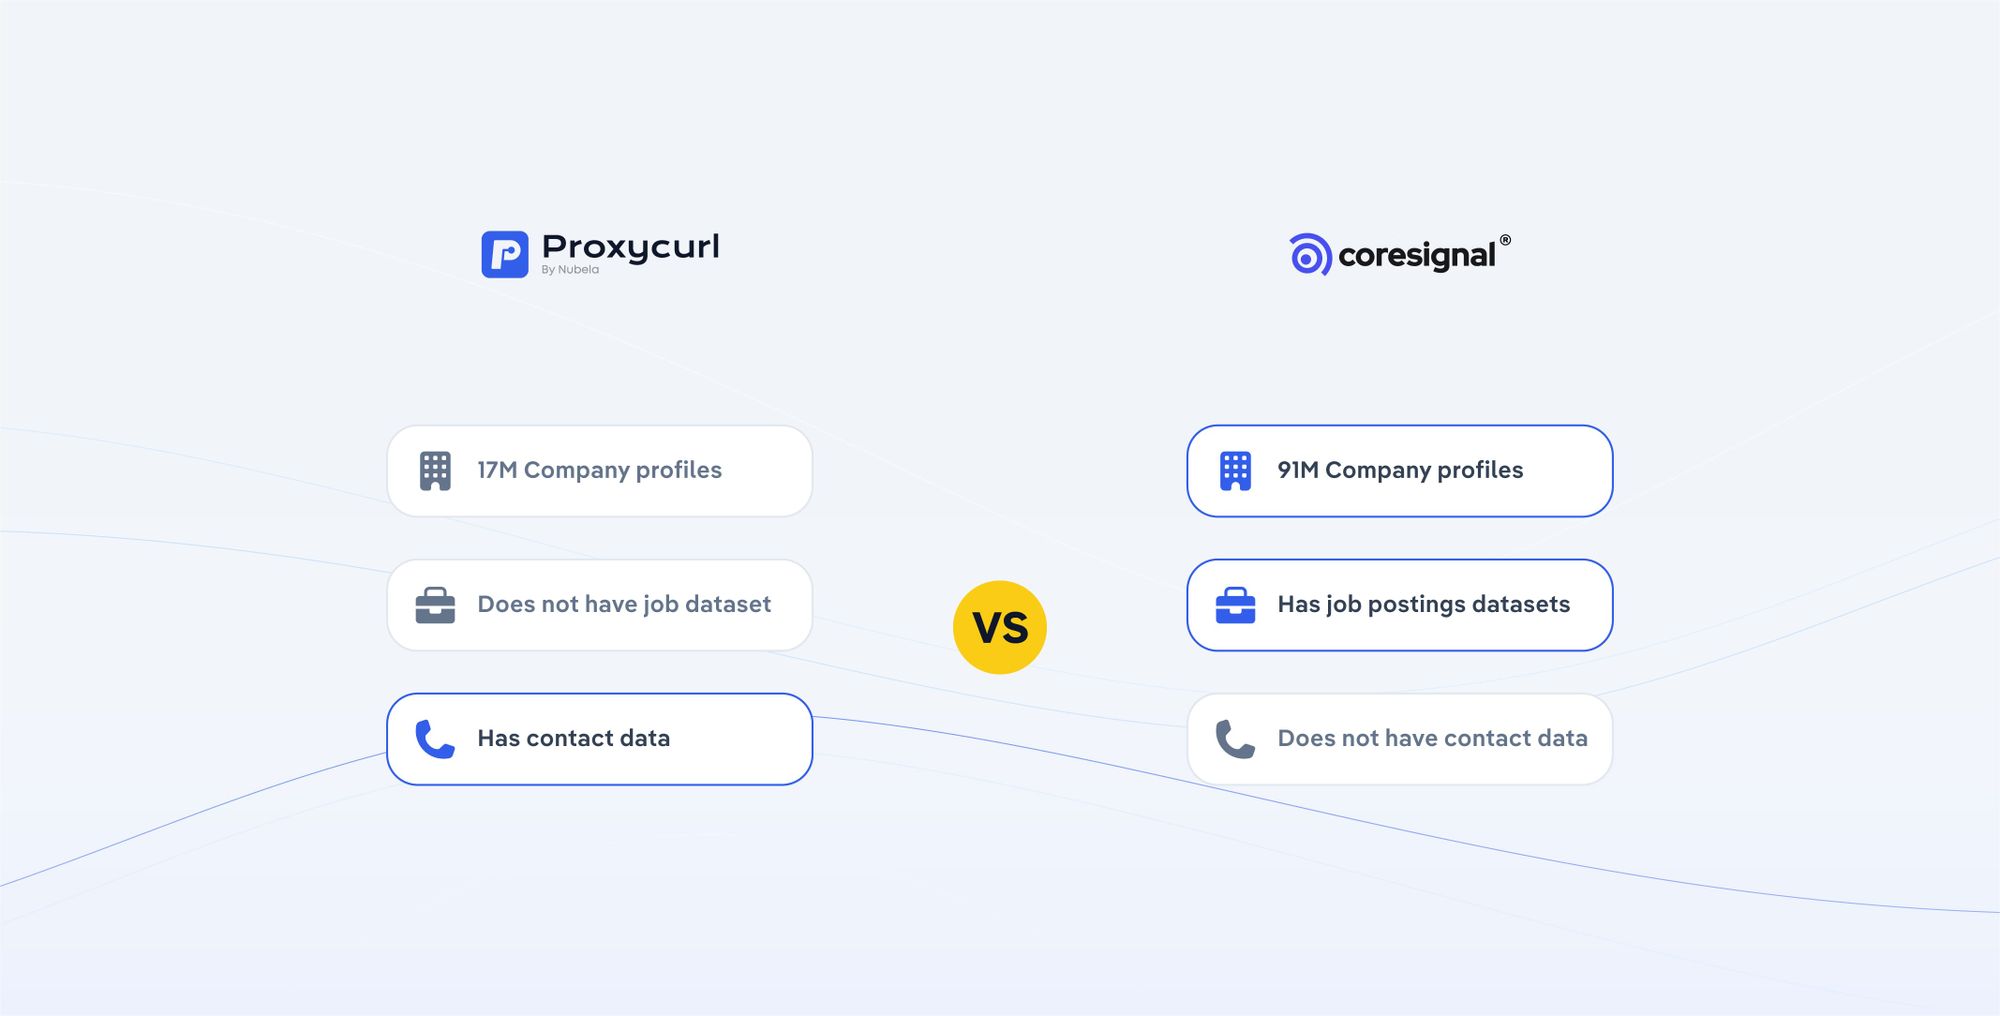 Proxycurl
By Nubela
17M Company profiles
Does not have job dataset
Has contact data
VS
coresignal®
91M Company profiles
Has job postings datasets
Does not have contact data